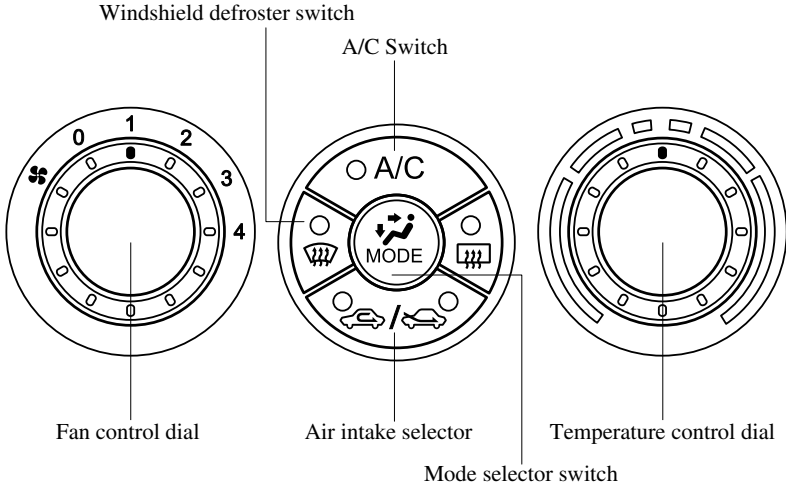 Windshield defroster switch
A/C Switch
0 1 2 3 4
A/C
MODE
/
Fan control dial
Air intake selector
Temperature control dial
Mode selector switch